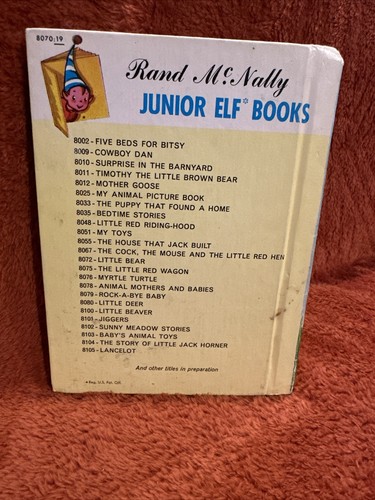 8070:19
Rand McNally
JUNIOR ELF* BOOKS
8002-FIVE BEDS FOR BITSY
8009-COWBOY DAN
8010-SURPRISE IN THE BARNYARD
8011-TIMOTHY THE LITTLE BROWN BEAR
8012-MOTHER GOOSE
8025-MY ANIMAL PICTURE BOOK
8033-THE PUPPY THAT FOUND A HOME
8035-BEDTIME STORIES
8048-LITTLE RED RIDING-HOOD
8051-MY TOYS
8055-THE HOUSE THAT JACK BUILT
8067-THE COCK, THE MOUSE AND THE LITTLE RED HEN
8072-LITTLE BEAR
8075-THE LITTLE RED WAGON
8076-MYRTLE TURTLE
8078-ANIMAL MOTHERS AND BABIES
8079-ROCK-A-BYE BABY
8080-LITTLE DEER
8100-LITTLE BEAVER
8101-JIGGERS
8102-SUNNY MEADOW STORIES
8103-BABY'S ANIMAL TOYS
8104-THE STORY OF LITTLE JACK HORNER
8105-LANCELOT
And other titles in preparation
*Reg. U.S. Pat. Off.